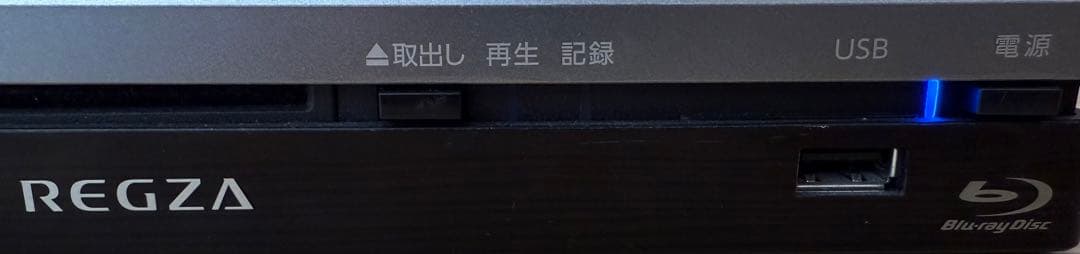 ▲取出し 再生 記録 USB 電源
REGZA
Blu-ray Disc